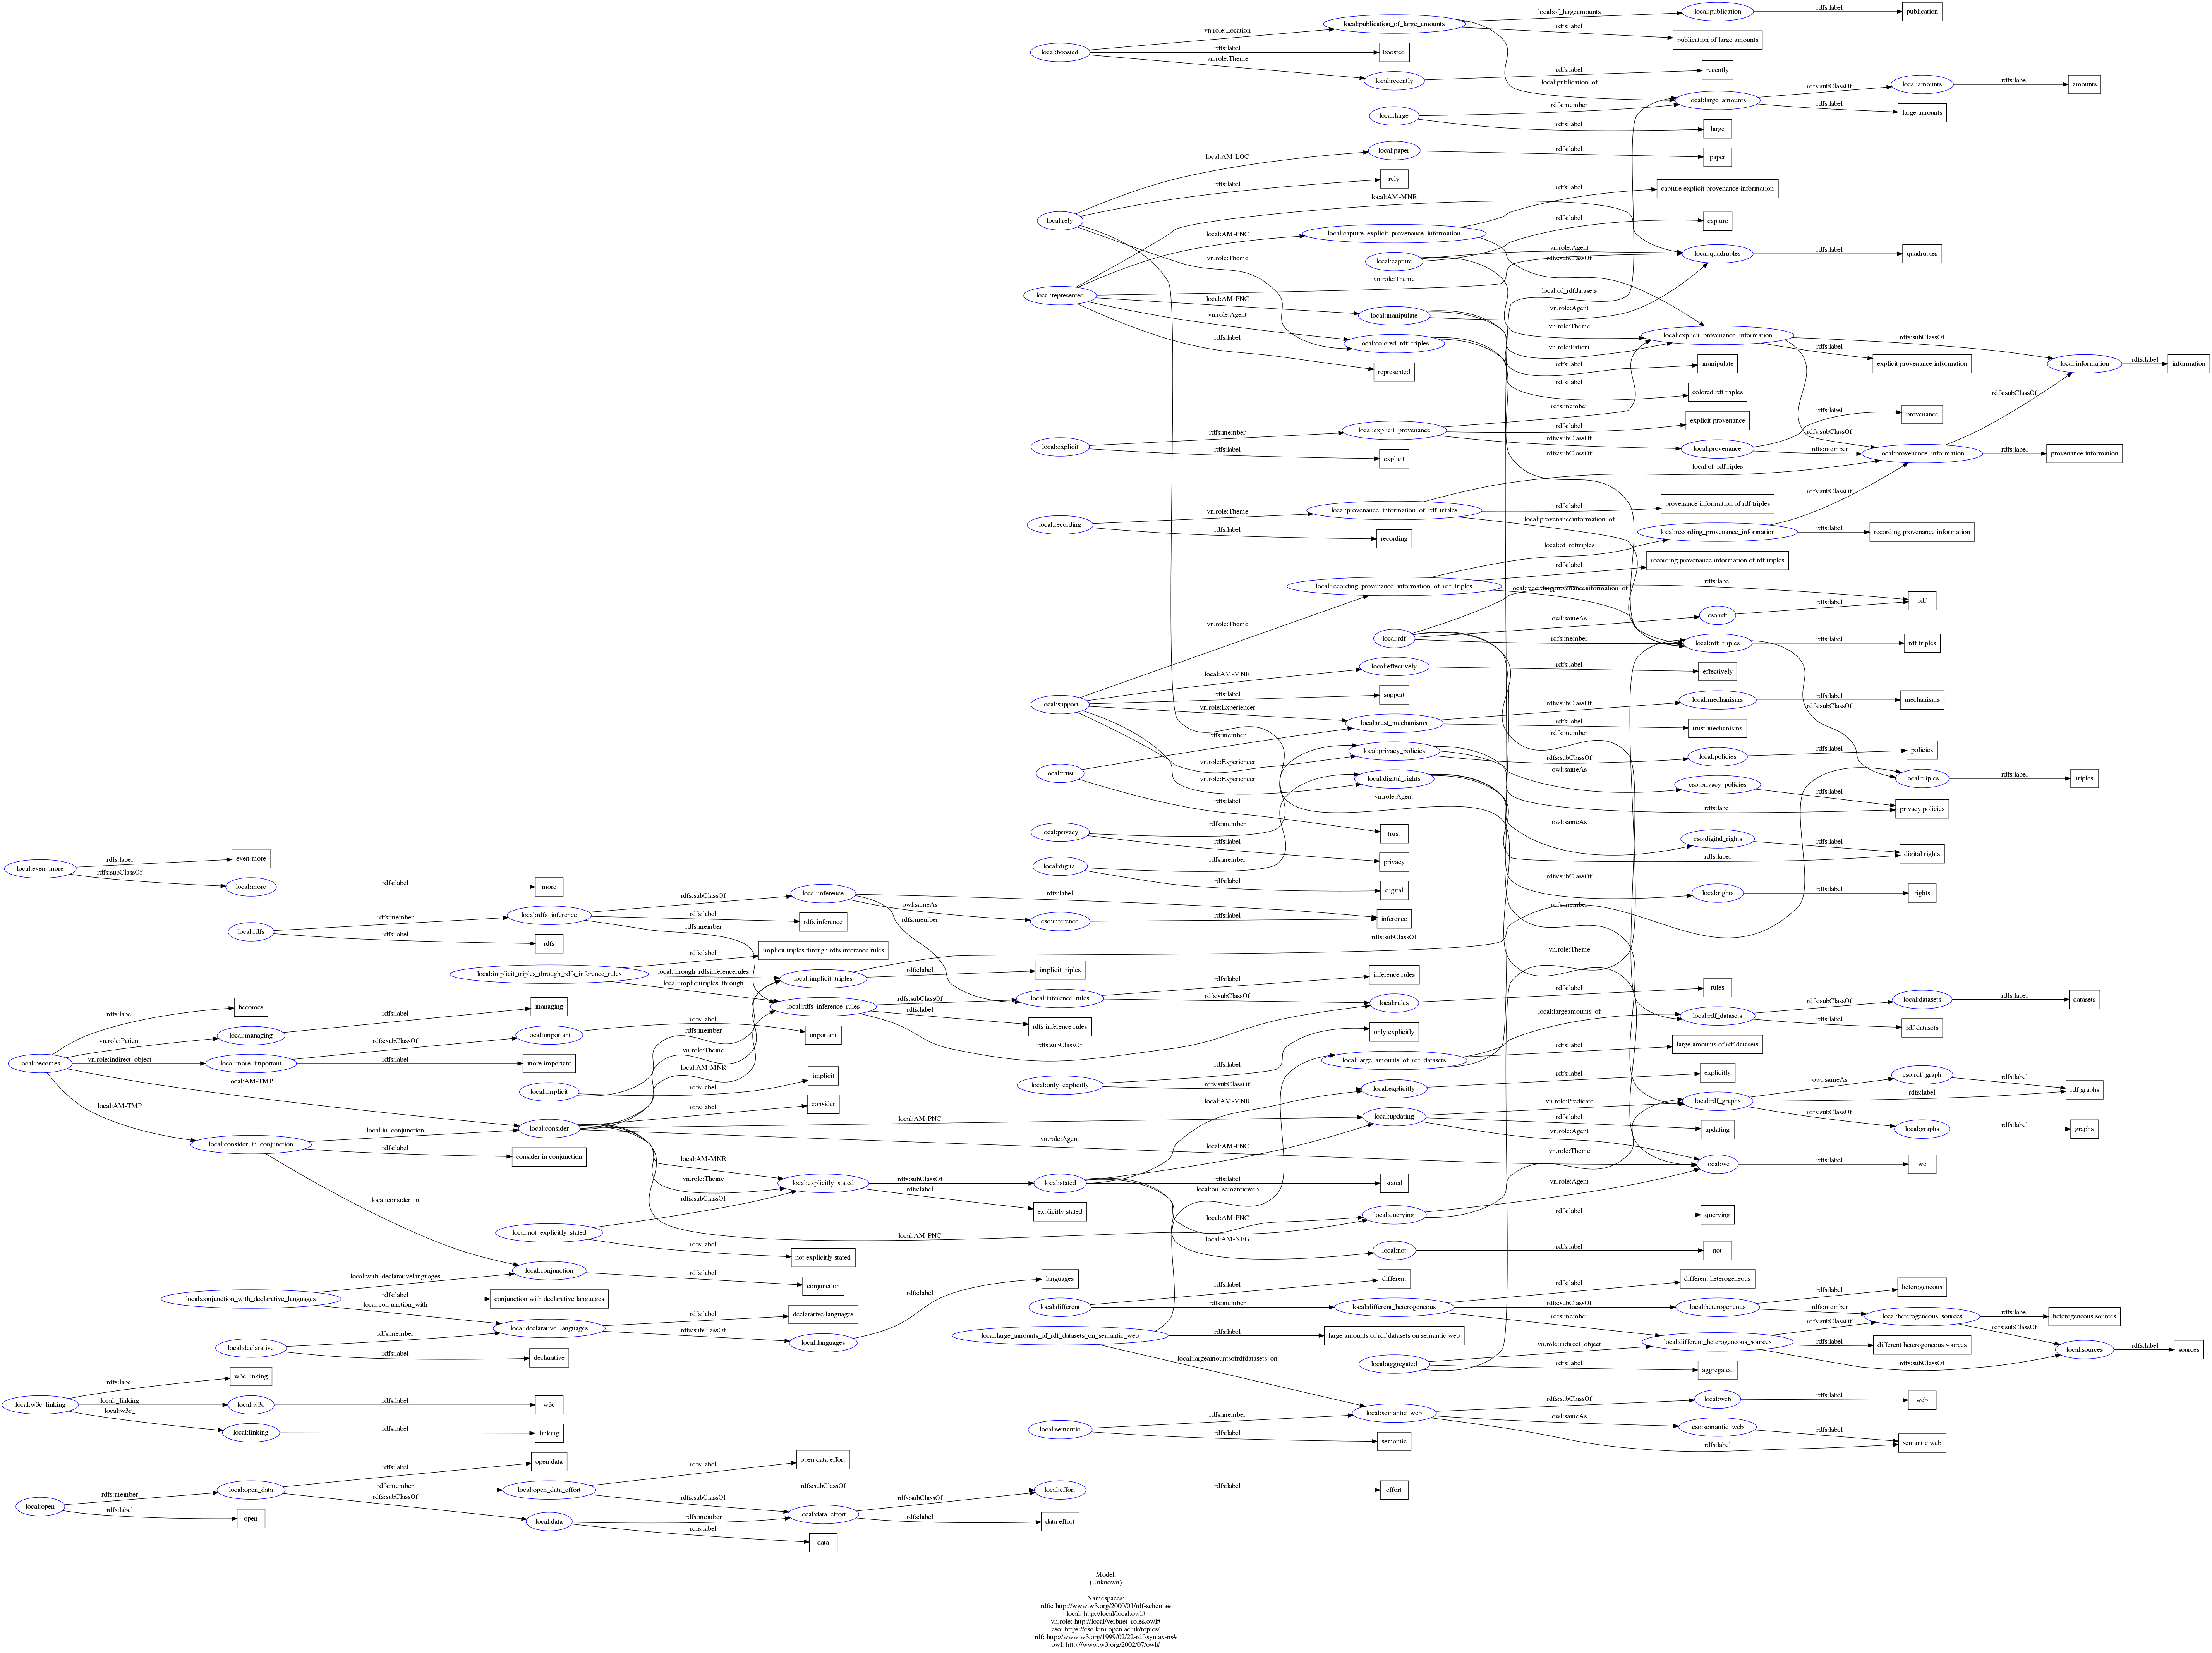 local:publication
rdfs:label
publication
local:of_largeamounts
local:publication_of_large_amounts
rdfs:label
publication of large amounts
vn.role:Location
local:boosted
rdfs:label
boosted
vn.role:Theme
local:recently
rdfs:label
recently
local:publication_of
local:large_amounts
rdfs:subClassOf
local:amounts
rdfs:label
amounts
rdfs:label
large amounts
local:large
rdfs:member
rdfs:label
large
local:AM-LOC
local:paper
rdfs:label
paper
rdfs:label
rely
local:rely
local:AM-MNR
rdfs:label
capture explicit provenance information
rdfs:label
capture
local:AM-PNC
local:capture_explicit_provenance_information
vn.role:Theme
local:capture
vn.role:Agent
rdfs:subClassOf
local:quadruples
rdfs:label
quadruples
vn.role:Theme
local:represented
local:AM-PNC
local:of_rdfdatasets
vn.role:Agent
vn.role:Agent
local:manipulate
vn.role:Theme
local:explicit_provenance_information
rdfs:subClassOf
rdfs:label
local:colored_rdf_triples
vn.role:Patient
rdfs:label
explicit provenance information
local:information
rdfs:label
information
represented
rdfs:label
manipulate
rdfs:label
colored rdf triples
rdfs:subClassOf
rdfs:member
rdfs:label
provenance
local:explicit
rdfs:member
local:explicit_provenance
rdfs:label
explicit provenance
rdfs:subClassOf
local:provenance
rdfs:member
rdfs:subClassOf
local:provenance_information
rdfs:label
provenance information
rdfs:label
explicit
rdfs:subClassOf
local:of_rdftriples
rdfs:subClassOf
local:recording
vn.role:Theme
local:provenance_information_of_rdf_triples
rdfs:label
provenance information of rdf triples
local:provenanceinformation_of
rdfs:label
recording
local:recording_provenance_information
rdfs:label
recording provenance information
local:of_rdftriples
rdfs:label
recording provenance information of rdf triples
local:recording_provenance_information_of_rdf_triples
local:recordingprovenanceinformation_of
rdfs:label
rdf
vn.role:Theme
owl:sameAs
cso:rdf
rdfs:label
local:rdf
rdfs:member
local:rdf_triples
rdfs:label
rdf triples
local:AM-MNR
local:effectively
rdfs:label
effectively
local:support
rdfs:label
support
vn.role:Experiencer
local:trust_mechanisms
rdfs:subClassOf
local:mechanisms
rdfs:label
mechanisms
rdfs:subClassOf
rdfs:label
trust mechanisms
rdfs:member
rdfs:member
local:trust
vn.role:Experiencer
local:privacy_policies
rdfs:subClassOf
local:policies
rdfs:label
policies
vn.role:Experiencer
local:digital_rights
owl:sameAs
cso:privacy_policies
rdfs:label
local:triples
rdfs:label
triples
rdfs:label
vn.role:Agent
rdfs:label
privacy policies
local:privacy
rdfs:member
trust
owl:sameAs
cso:digital_rights
rdfs:label
rdfs:label
privacy
rdfs:label
digital rights
local:digital
rdfs:member
rdfs:label
digital
rdfs:subClassOf
local:rights
rdfs:label
rights
local:even_more
rdfs:label
even more
rdfs:subClassOf
local:more
rdfs:label
more
rdfs:subClassOf
local:inference
rdfs:label
inference
owl:sameAs
cso:inference
rdfs:label
rdfs:member
local:rdfs
rdfs:member
local:rdfs_inference
rdfs:label
rdfs inference
rdfs:member
rdfs:member
rdfs:label
rdfs
rdfs:label
implicit triples through rdfs inference rules
rdfs:subClassOf
vn.role:Theme
local:implicit_triples_through_rdfs_inference_rules
local:through_rdfsinferencerules
local:implicit_triples
rdfs:label
implicit triples
local:implicittriples_through
rdfs:label
inference rules
local:rdfs_inference_rules
rdfs:subClassOf
local:inference_rules
rdfs:subClassOf
local:rules
rdfs:label
rules
rdfs:label
rdfs inference rules
rdfs:subClassOf
rdfs:label
becomes
rdfs:label
managing
vn.role:Patient
local:managing
local:becomes
vn.role:indirect_object
local:more_important
rdfs:subClassOf
local:important
rdfs:label
important
rdfs:label
more important
rdfs:member
vn.role:Theme
local:AM-MNR
local:AM-TMP
local:implicit
rdfs:label
implicit
rdfs:label
only explicitly
local:only_explicitly
rdfs:subClassOf
local:explicitly
rdfs:label
explicitly
local:largeamounts_of
local:large_amounts_of_rdf_datasets
rdfs:label
large amounts of rdf datasets
local:rdf_datasets
rdfs:subClassOf
local:datasets
rdfs:label
datasets
rdfs:label
rdf datasets
local:AM-TMP
local:consider_in_conjunction
local:in_conjunction
local:consider
rdfs:label
consider
rdfs:label
consider in conjunction
local:AM-PNC
local:AM-MNR
local:updating
vn.role:Predicate
local:rdf_graphs
owl:sameAs
cso:rdf_graph
rdfs:label
rdf graphs
rdfs:label
rdfs:subClassOf
local:graphs
rdfs:label
graphs
rdfs:label
updating
vn.role:Agent
vn.role:Agent
local:AM-PNC
vn.role:Theme
local:we
rdfs:label
we
local:AM-MNR
vn.role:Theme
local:explicitly_stated
rdfs:subClassOf
local:stated
rdfs:label
stated
rdfs:label
explicitly stated
local:consider_in
rdfs:subClassOf
local:not_explicitly_stated
rdfs:label
not explicitly stated
local:on_semanticweb
vn.role:Agent
local:AM-PNC
local:querying
rdfs:label
querying
local:AM-PNC
local:AM-NEG
local:not
rdfs:label
not
local:with_declarativelanguages
local:conjunction
rdfs:label
conjunction
local:conjunction_with_declarative_languages
rdfs:label
conjunction with declarative languages
local:conjunction_with
rdfs:label
languages
rdfs:label
declarative languages
local:declarative_languages
rdfs:subClassOf
local:languages
local:declarative
rdfs:member
rdfs:label
declarative
rdfs:label
different
local:different
rdfs:member
local:different_heterogeneous
rdfs:label
different heterogeneous
rdfs:subClassOf
local:heterogeneous
rdfs:label
heterogeneous
rdfs:member
rdfs:member
local:heterogeneous_sources
rdfs:label
heterogeneous sources
local:large_amounts_of_rdf_datasets_on_semantic_web
rdfs:label
large amounts of rdf datasets on semantic web
local:different_heterogeneous_sources
rdfs:subClassOf
rdfs:subClassOf
rdfs:label
different heterogeneous sources
local:sources
rdfs:label
sources
rdfs:subClassOf
local:largeamountsofrdfdatasets_on
vn.role:indirect_object
local:aggregated
rdfs:label
aggregated
local:w3c_linking
rdfs:label
w3c linking
local:_linking
local:w3c
rdfs:label
w3c
local:w3c_
local:linking
rdfs:label
linking
local:semantic
rdfs:member
local:semantic_web
rdfs:subClassOf
local:web
rdfs:label
web
owl:sameAs
cso:semantic_web
rdfs:label
rdfs:label
semantic web
rdfs:label
semantic
local:open
rdfs:member
local:open_data
rdfs:label
open data
rdfs:member
local:open_data_effort
rdfs:label
open data effort
rdfs:subClassOf
local:effort
rdfs:label
effort
rdfs:label
open
rdfs:subClassOf
local:data
rdfs:subClassOf
rdfs:member
local:data_effort
rdfs:subClassOf
rdfs:label
data effort
rdfs:label
data
Model:
(Unknown)
Namespaces:
rdfs: http://www.w3.org/2000/01/rdf-schema#
local: http://local/local.owl#
vn.role: http://local/verbnet_roles.owl#
cso: https://cso.kmi.open.ac.uk/topics/
rdf: http://www.w3.org/1999/02/22-rdf-syntax-ns#
owl: http://www.w3.org/2002/07/owl#